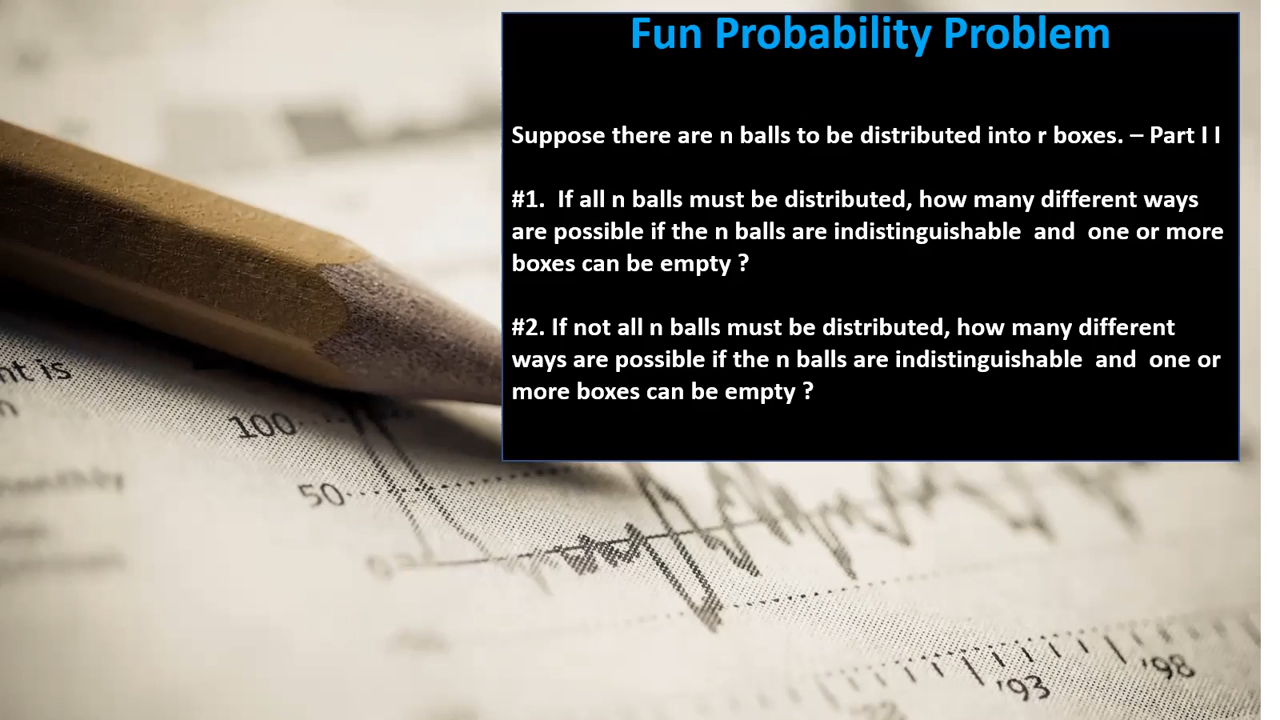 Fun Probability Problem
Suppose there are n balls to be distributed into r boxes. – Part I I
#1.  If all n balls must be distributed, how many different ways
are possible if the n balls are indistinguishable  and  one or more
boxes can be empty ?
#2. If not all n balls must be distributed, how many different
ways are possible if the n balls are indistinguishable  and  one or
more boxes can be empty ?
nt is
100
50
'93
'98